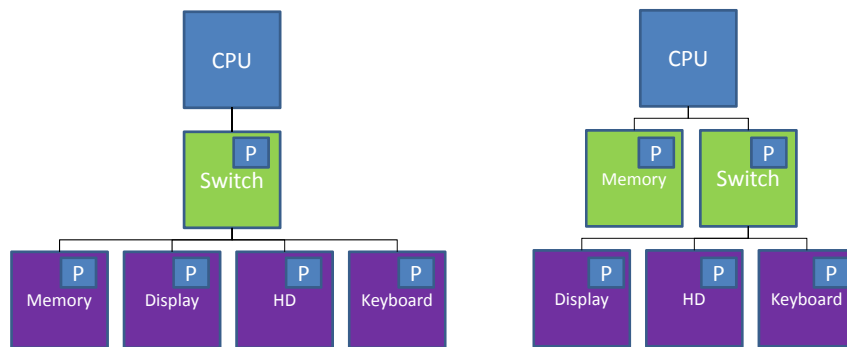 CPU
P
Switch
P
Memory
P
Display
P
HD
P
Keyboard
CPU
P
Memory
P
Switch
P
Display
P
HD
P
Keyboard